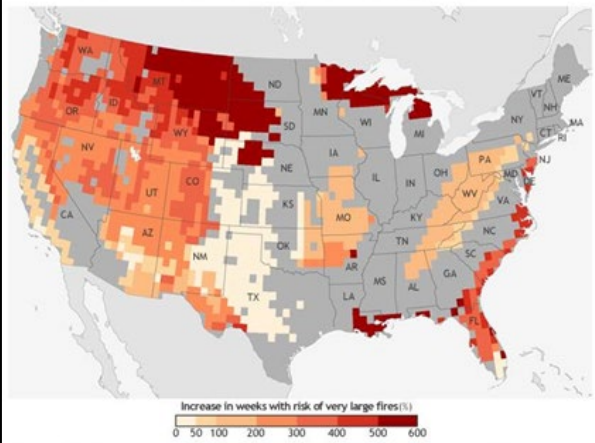 WA
ME
MT
ND
VT
OR
ID
MN
NH
NY
MA
SD
WI
CT
RI
WY
MI
IA
PA
NJ
NE
NV
OH
MD
DE
IL
IN
UT
CO
WV
VA
KS
MO
KY
CA
NC
TN
AZ
OK
NM
AR
SC
MS
AL
GA
TX
LA
FL
Increase in weeks with risk of very large fires(%)
0 50 100 200 300 400 500 600